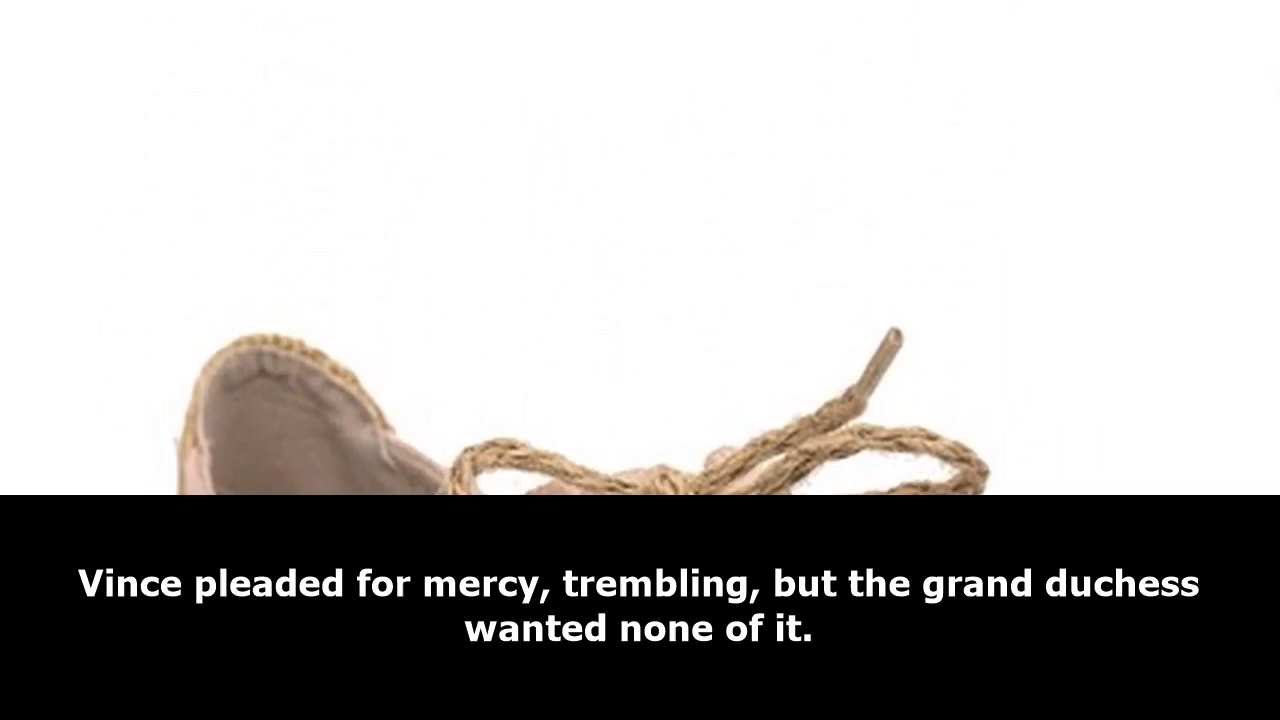 Vince pleaded for mercy, trembling, but the grand duchess
wanted none of it.